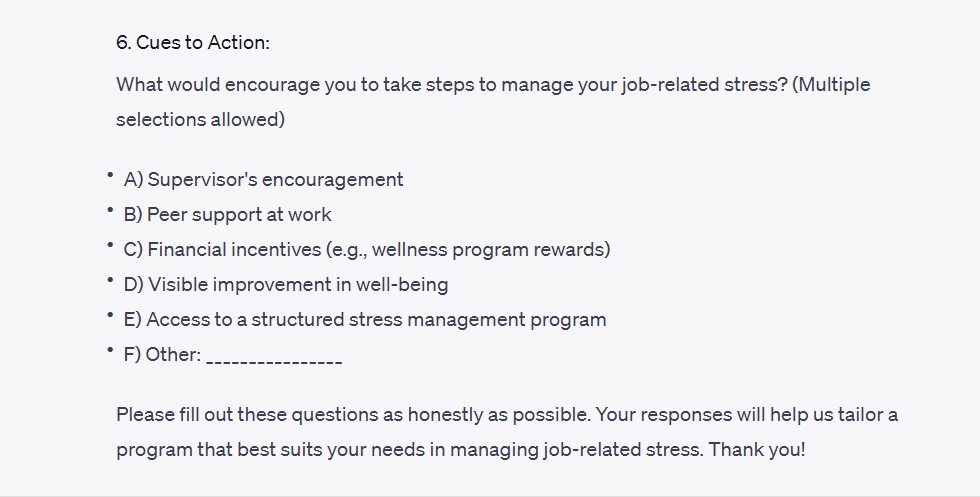 6. Cues to Action:
What would encourage you to take steps to manage your job-related stress? (Multiple
selections allowed)
• A) Supervisor's encouragement
• B) Peer support at work
• C) Financial incentives (e.g., wellness program rewards)
• D) Visible improvement in well-being
• E) Access to a structured stress management program
• F) Other: ________________
Please fill out these questions as honestly as possible. Your responses will help us tailor a
program that best suits your needs in managing job-related stress. Thank you!